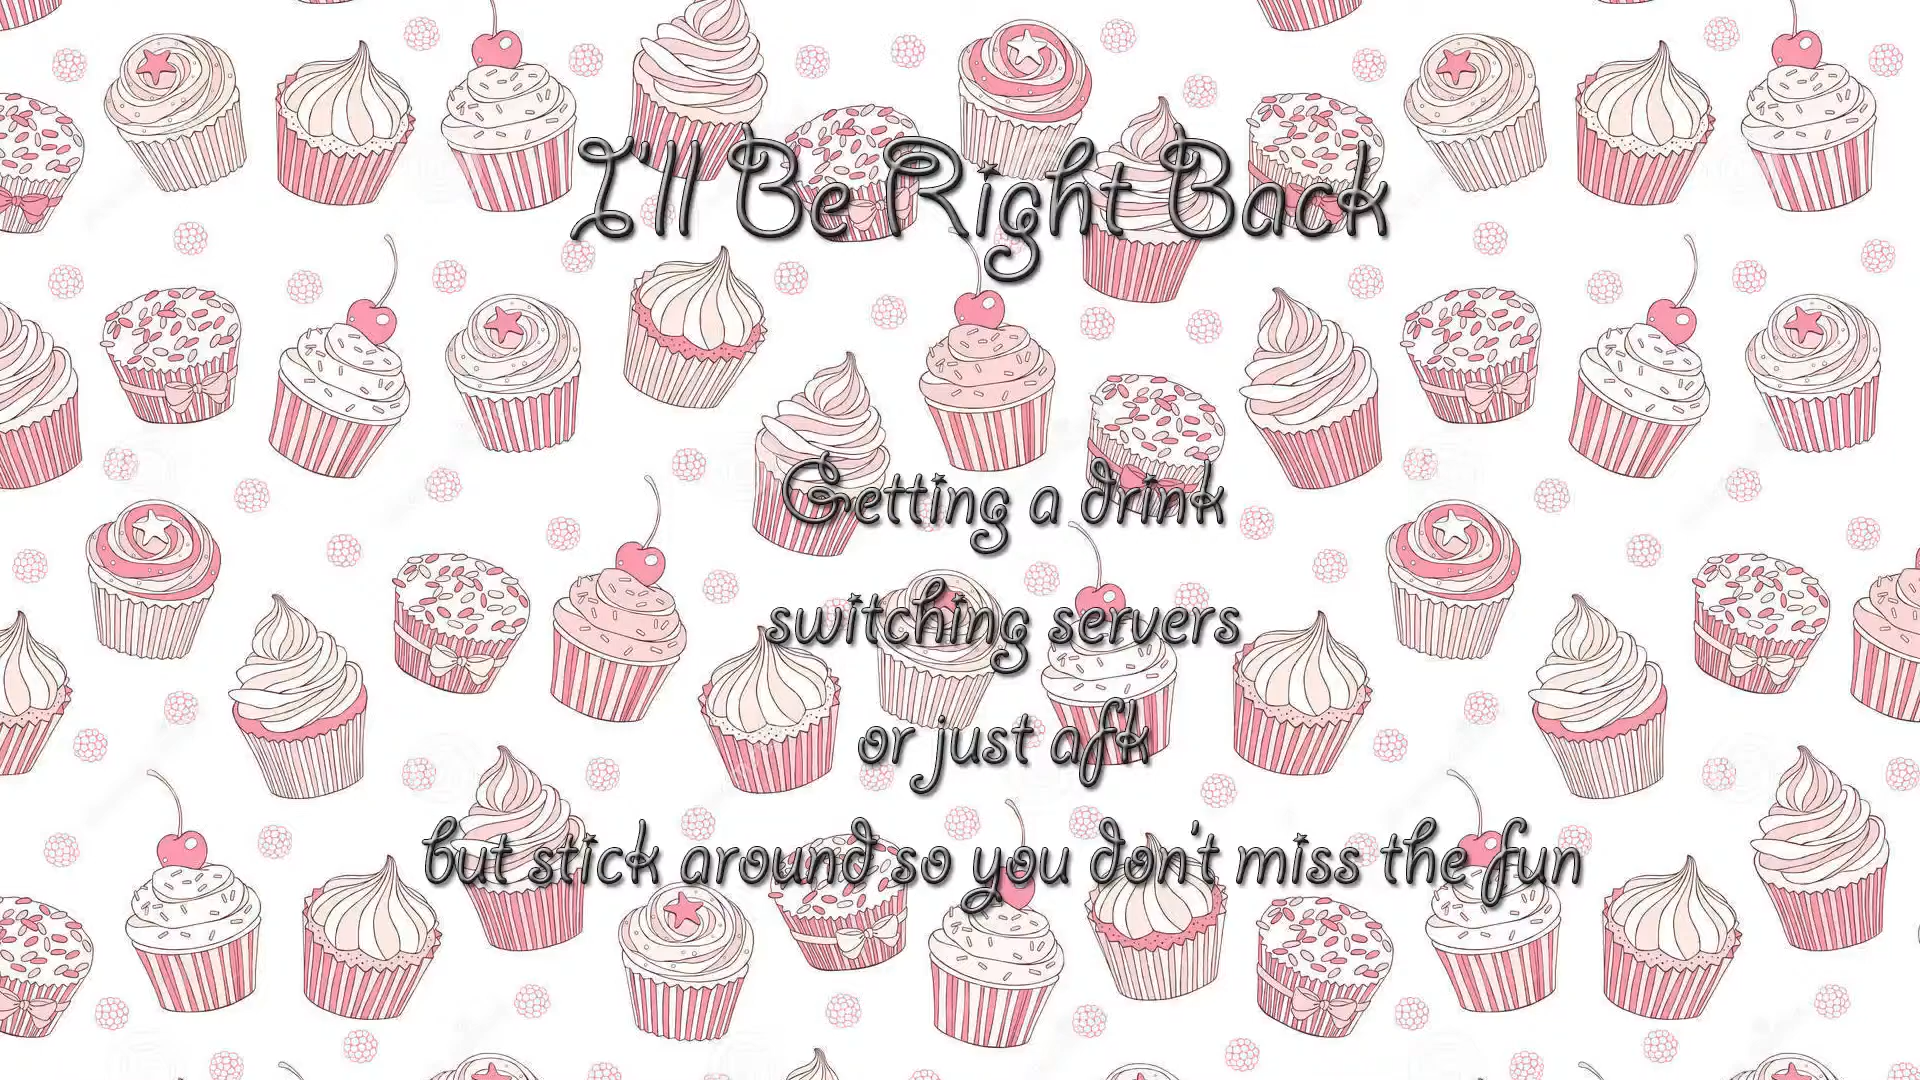 I'll Be Right Back
Getting a drink
switching servers
or just afk
but stick around so you don't miss the fun